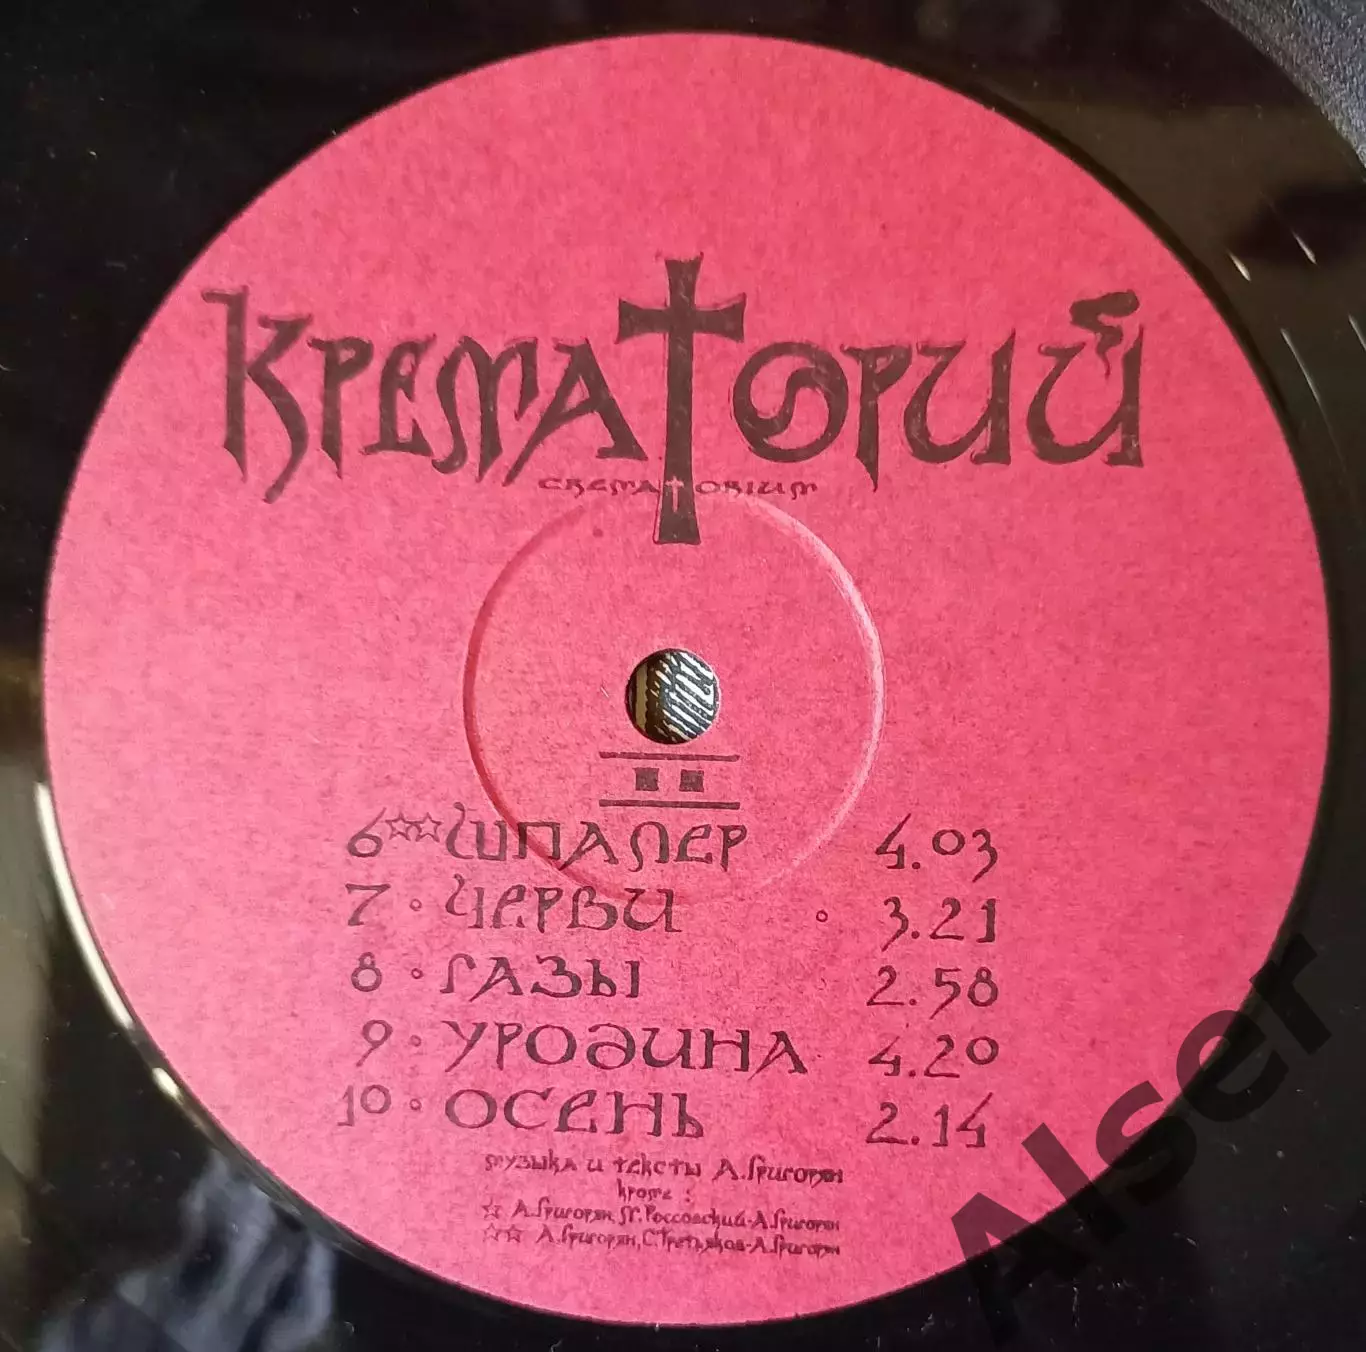 КРЕМАТОРИЙ
CREMATORIUM
II
6 ☆☆ ШПАЛЕР 4.03
7 · ЧЕРВИ · 3.21
8 · ГАЗЫ 2.58
9 · УРОДИНА 4.20
10 · ОСЕНЬ 2.14
музыка и тексты А.Григорян
кроме :
☆ А.Григорян, М.Россовский-А.Григорян
☆☆ А.Григорян, С.Третьяков-А.Григорян
Alser